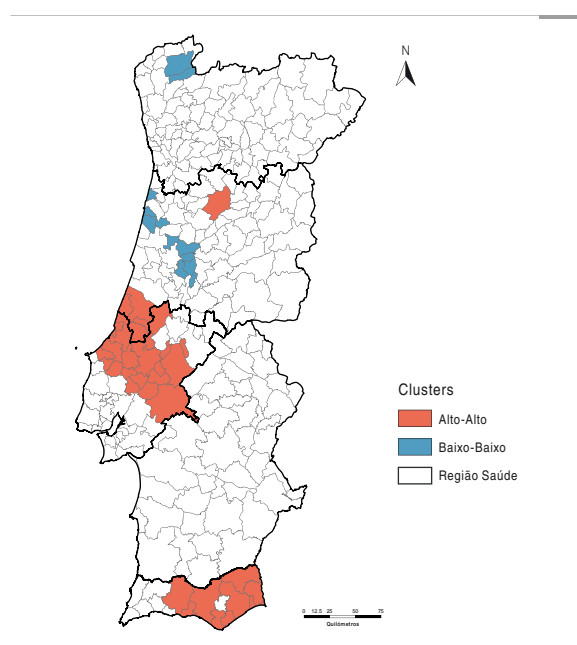 N
Clusters
Alto-Alto
Baixo-Baixo
Região Saúde
0 12.5 25 50 75
Quilómetros